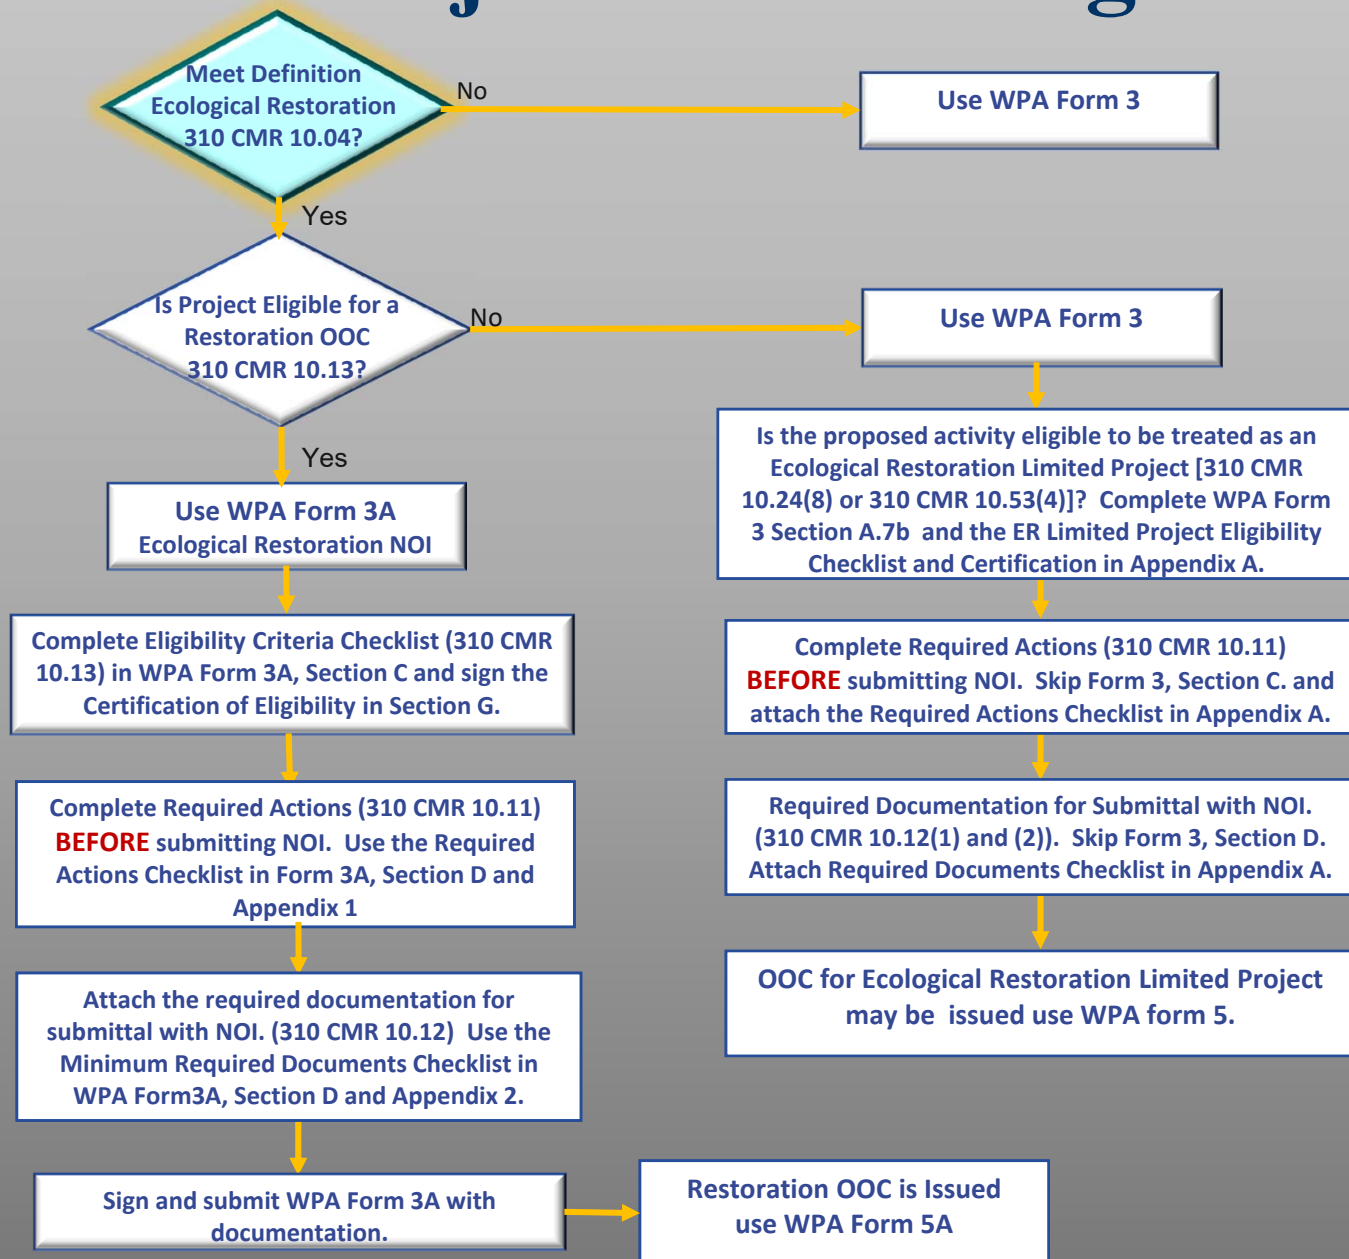 Meet Definition
Ecological Restoration
310 CMR 10.04?
No
Use WPA Form 3
Yes
Is Project Eligible for a
Restoration OOC
310 CMR 10.13?
No
Use WPA Form 3
Yes
Use WPA Form 3A
Ecological Restoration NOI
Complete Eligibility Criteria Checklist (310 CMR
10.13) in WPA Form 3A, Section C and sign the
Certification of Eligibility in Section G.
Complete Required Actions (310 CMR 10.11)
BEFORE submitting NOI. Use the Required
Actions Checklist in Form 3A, Section D and
Appendix 1
Attach the required documentation for
submittal with NOI. (310 CMR 10.12) Use the
Minimum Required Documents Checklist in
WPA Form3A, Section D and Appendix 2.
Sign and submit WPA Form 3A with
documentation.
Restoration OOC is Issued
use WPA Form 5A
Is the proposed activity eligible to be treated as an
Ecological Restoration Limited Project [310 CMR
10.24(8) or 310 CMR 10.53(4)]? Complete WPA Form
3 Section A.7b and the ER Limited Project Eligibility
Checklist and Certification in Appendix A.
Complete Required Actions (310 CMR 10.11)
BEFORE submitting NOI. Skip Form 3, Section C. and
attach the Required Actions Checklist in Appendix A.
Required Documentation for Submittal with NOI.
(310 CMR 10.12(1) and (2)). Skip Form 3, Section D.
Attach Required Documents Checklist in Appendix A.
OOC for Ecological Restoration Limited Project
may be issued use WPA form 5.